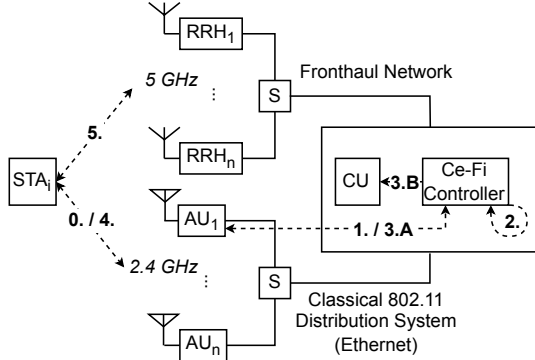 RRH1
5 GHz
Fronthaul Network
...
S
RRHn
5.
STAi
CU
3.B
Ce-Fi
Controller
2.
0. / 4.
AU1
1. / 3.A
2.4 GHz
...
S
Classical 802.11
Distribution System
(Ethernet)
AUn